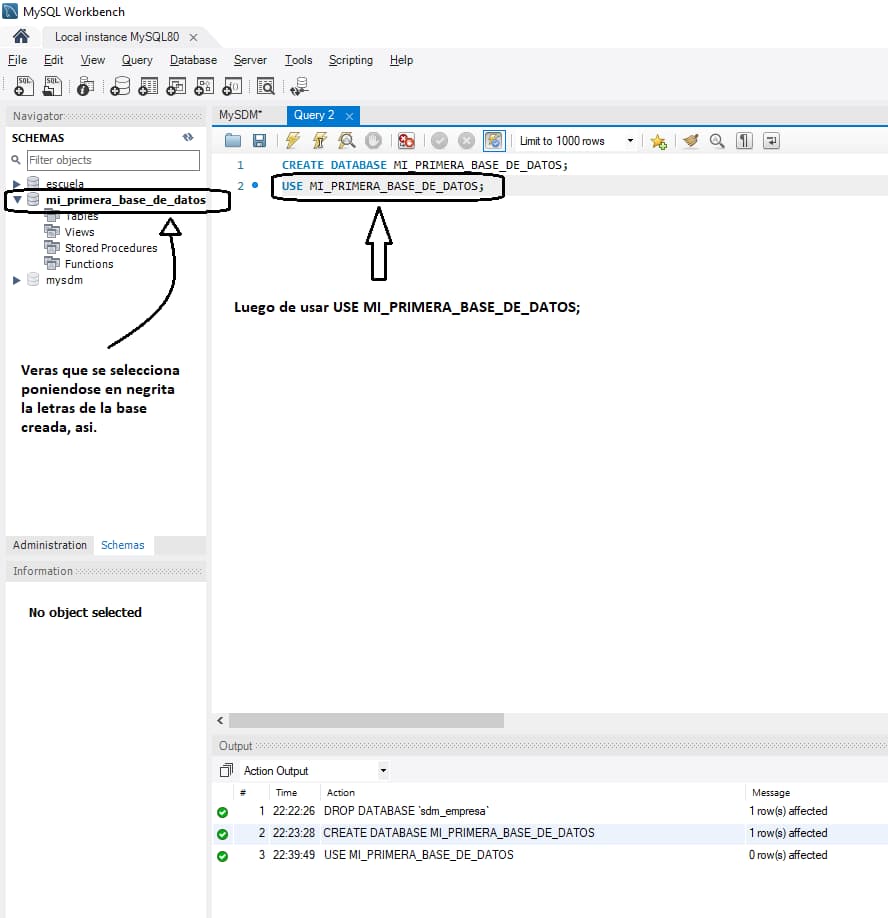 MySQL Workbench
Local instance MySQL80
File Edit View Query Database Server Tools Scripting Help
Navigator
SCHEMAS
Filter objects
escuela
mi_primera_base_de_datos
Tables
Views
Stored Procedures
Functions
mysdm
Veras que se selecciona
poniendose en negrita
la letras de la base
creada, asi.
Administration Schemas
Information
No object selected
MySDM* Query 2
Limit to 1000 rows
1 CREATE DATABASE MI_PRIMERA_BASE_DE_DATOS;
2 USE MI_PRIMERA_BASE_DE_DATOS;
Luego de usar USE MI_PRIMERA_BASE_DE_DATOS;
Output
Action Output
# Time Action Message
1 22:22:26 DROP DATABASE `sdm_empresa` 1 row(s) affected
2 22:23:28 CREATE DATABASE MI_PRIMERA_BASE_DE_DATOS 1 row(s) affected
3 22:39:49 USE MI_PRIMERA_BASE_DE_DATOS 0 row(s) affected